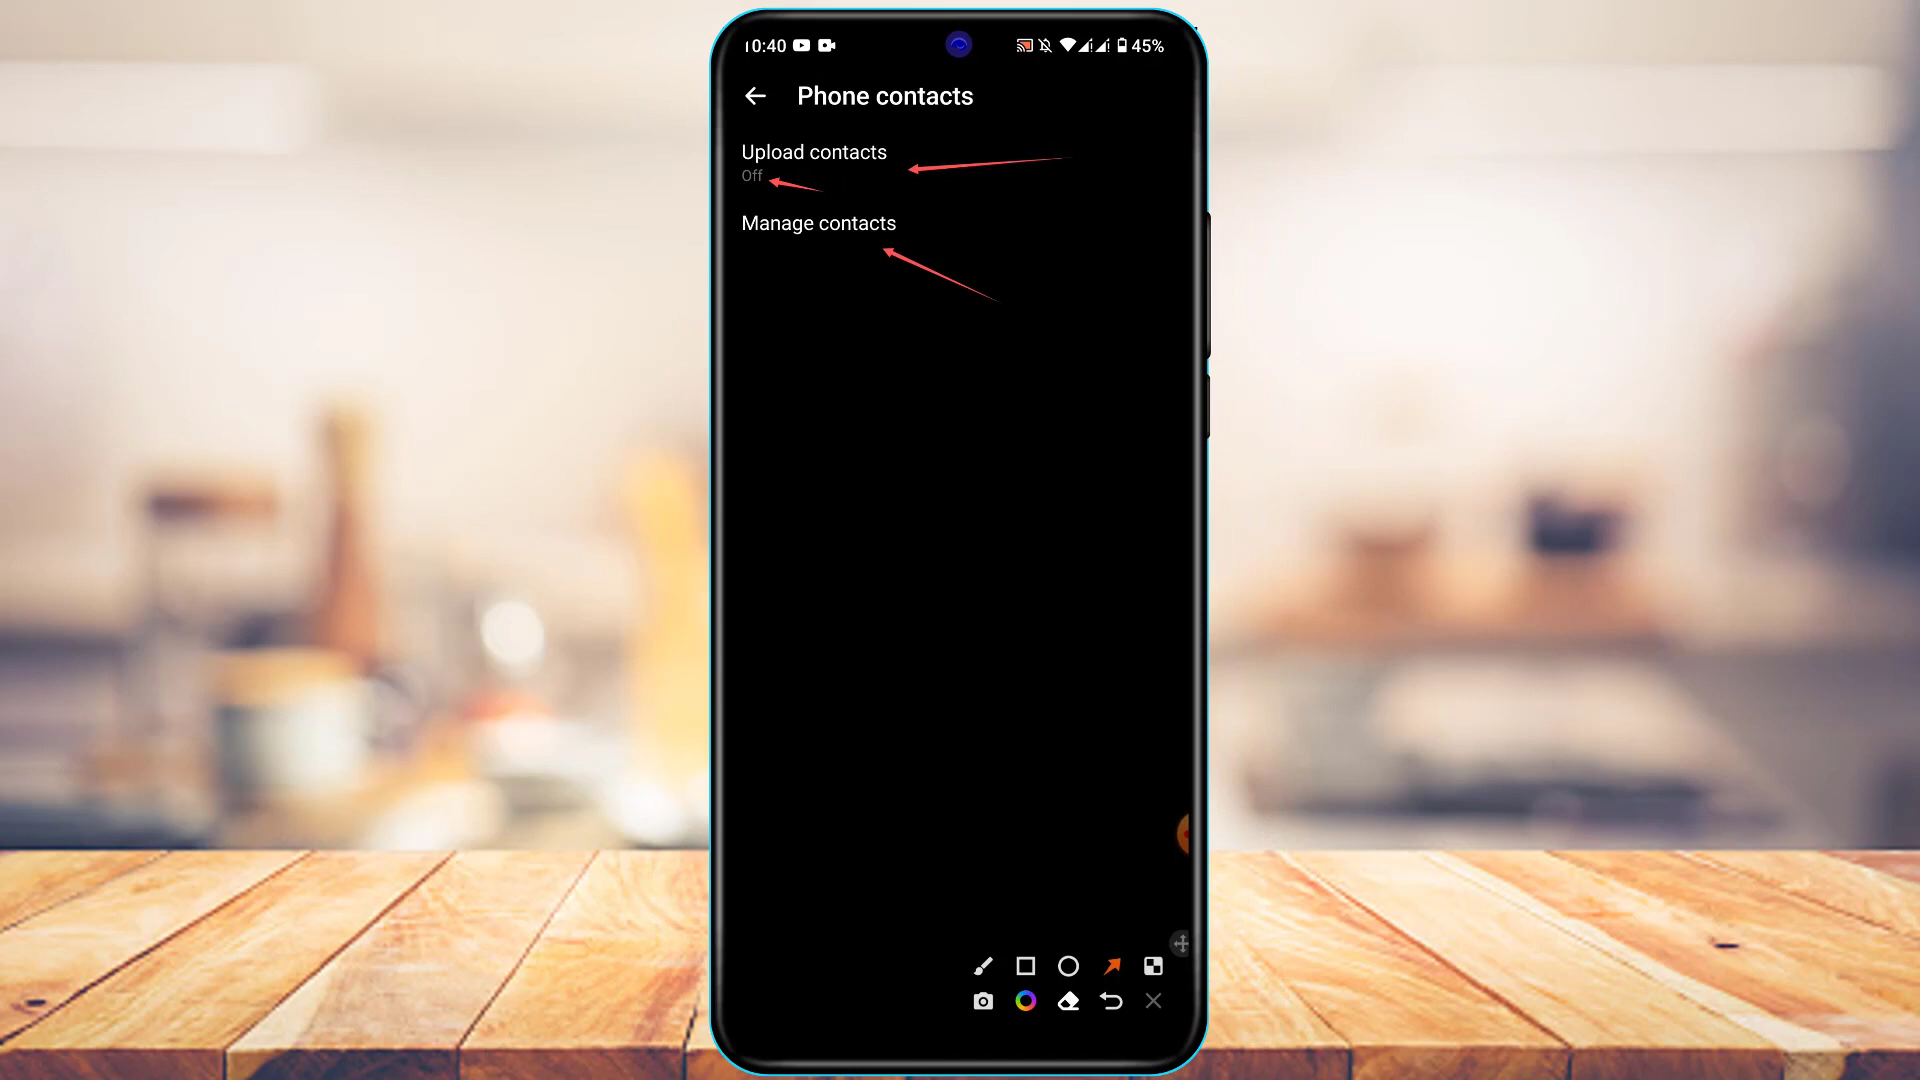 10:40 45%
Phone contacts
Upload contacts
Off
Manage contacts